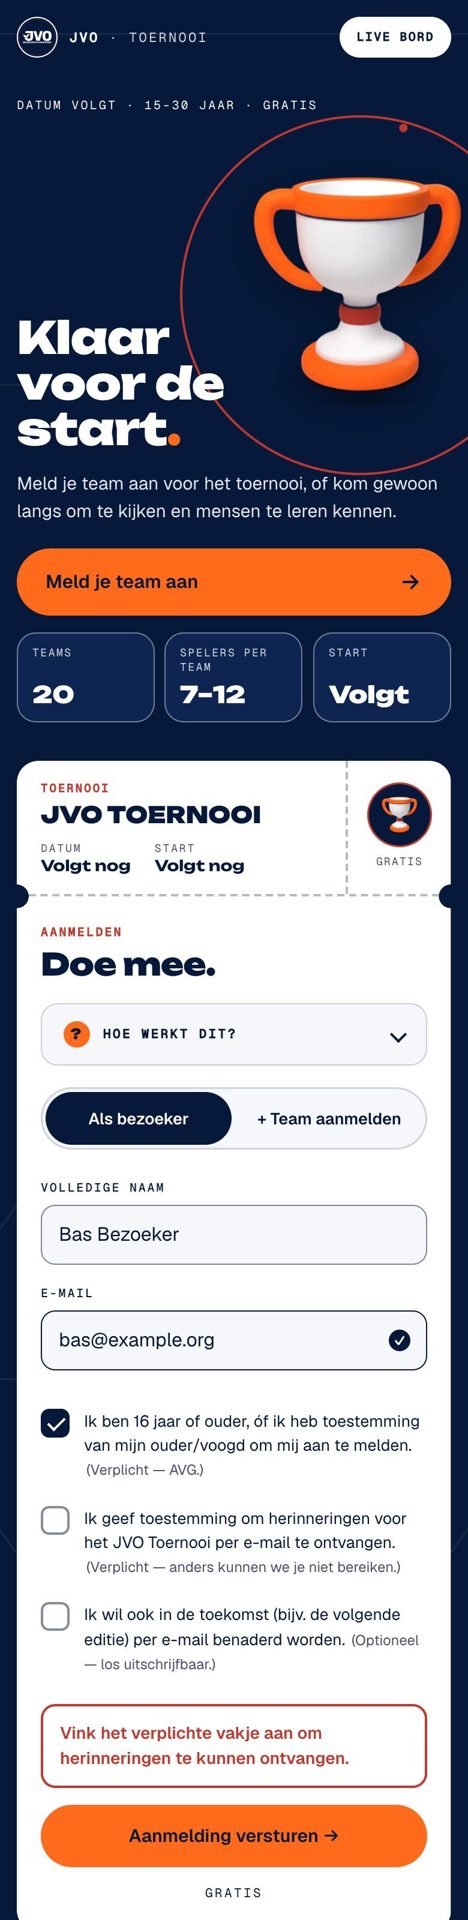 JVO
JVO · TOERNOOI
LIVE BORD
DATUM VOLGT · 15-30 JAAR · GRATIS
Klaar
voor de
start.
Meld je team aan voor het toernooi, of kom gewoon
langs om te kijken en mensen te leren kennen.
Meld je team aan →
TEAMS
20
SPELERS PER
TEAM
7–12
START
Volgt
TOERNOOI
JVO TOERNOOI
DATUM
Volgt nog
START
Volgt nog
GRATIS
AANMELDEN
Doe mee.
? HOE WERKT DIT?
Als bezoeker
+ Team aanmelden
VOLLEDIGE NAAM
Bas Bezoeker
E-MAIL
bas@example.org
Ik ben 16 jaar of ouder, óf ik heb toestemming
van mijn ouder/voogd om mij aan te melden.
(Verplicht — AVG.)
Ik geef toestemming om herinneringen voor
het JVO Toernooi per e-mail te ontvangen.
(Verplicht — anders kunnen we je niet bereiken.)
Ik wil ook in de toekomst (bijv. de volgende
editie) per e-mail benaderd worden. (Optioneel
— los uitschrijfbaar.)
Vink het verplichte vakje aan om
herinneringen te kunnen ontvangen.
Aanmelding versturen →
GRATIS